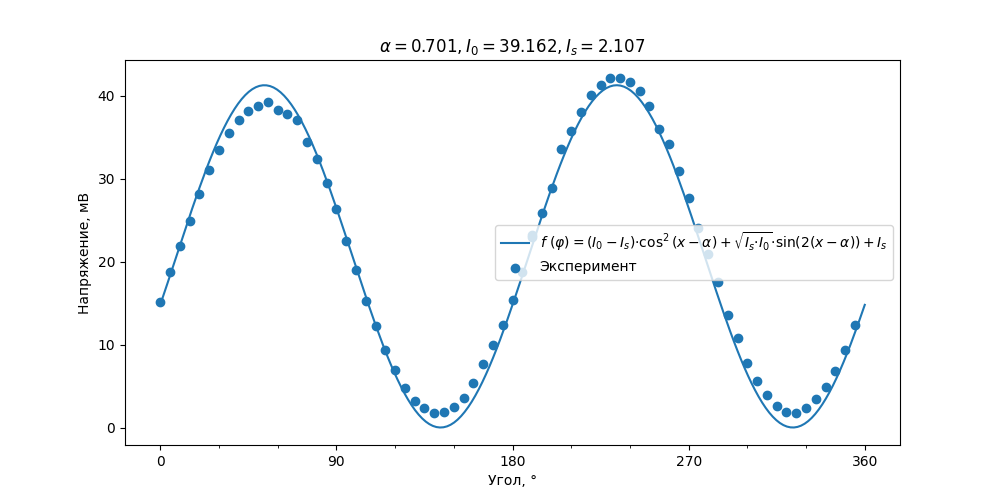 α = 0.701, I₀ = 39.162, Iₛ = 2.107
Напряжение, мВ
40
30
20
10
0
f (φ) = (I₀ − Iₛ)·cos² (x − α) + √(Iₛ·I₀)·sin(2(x − α)) + Iₛ
Эксперимент
0 90 180 270 360
Угол, °